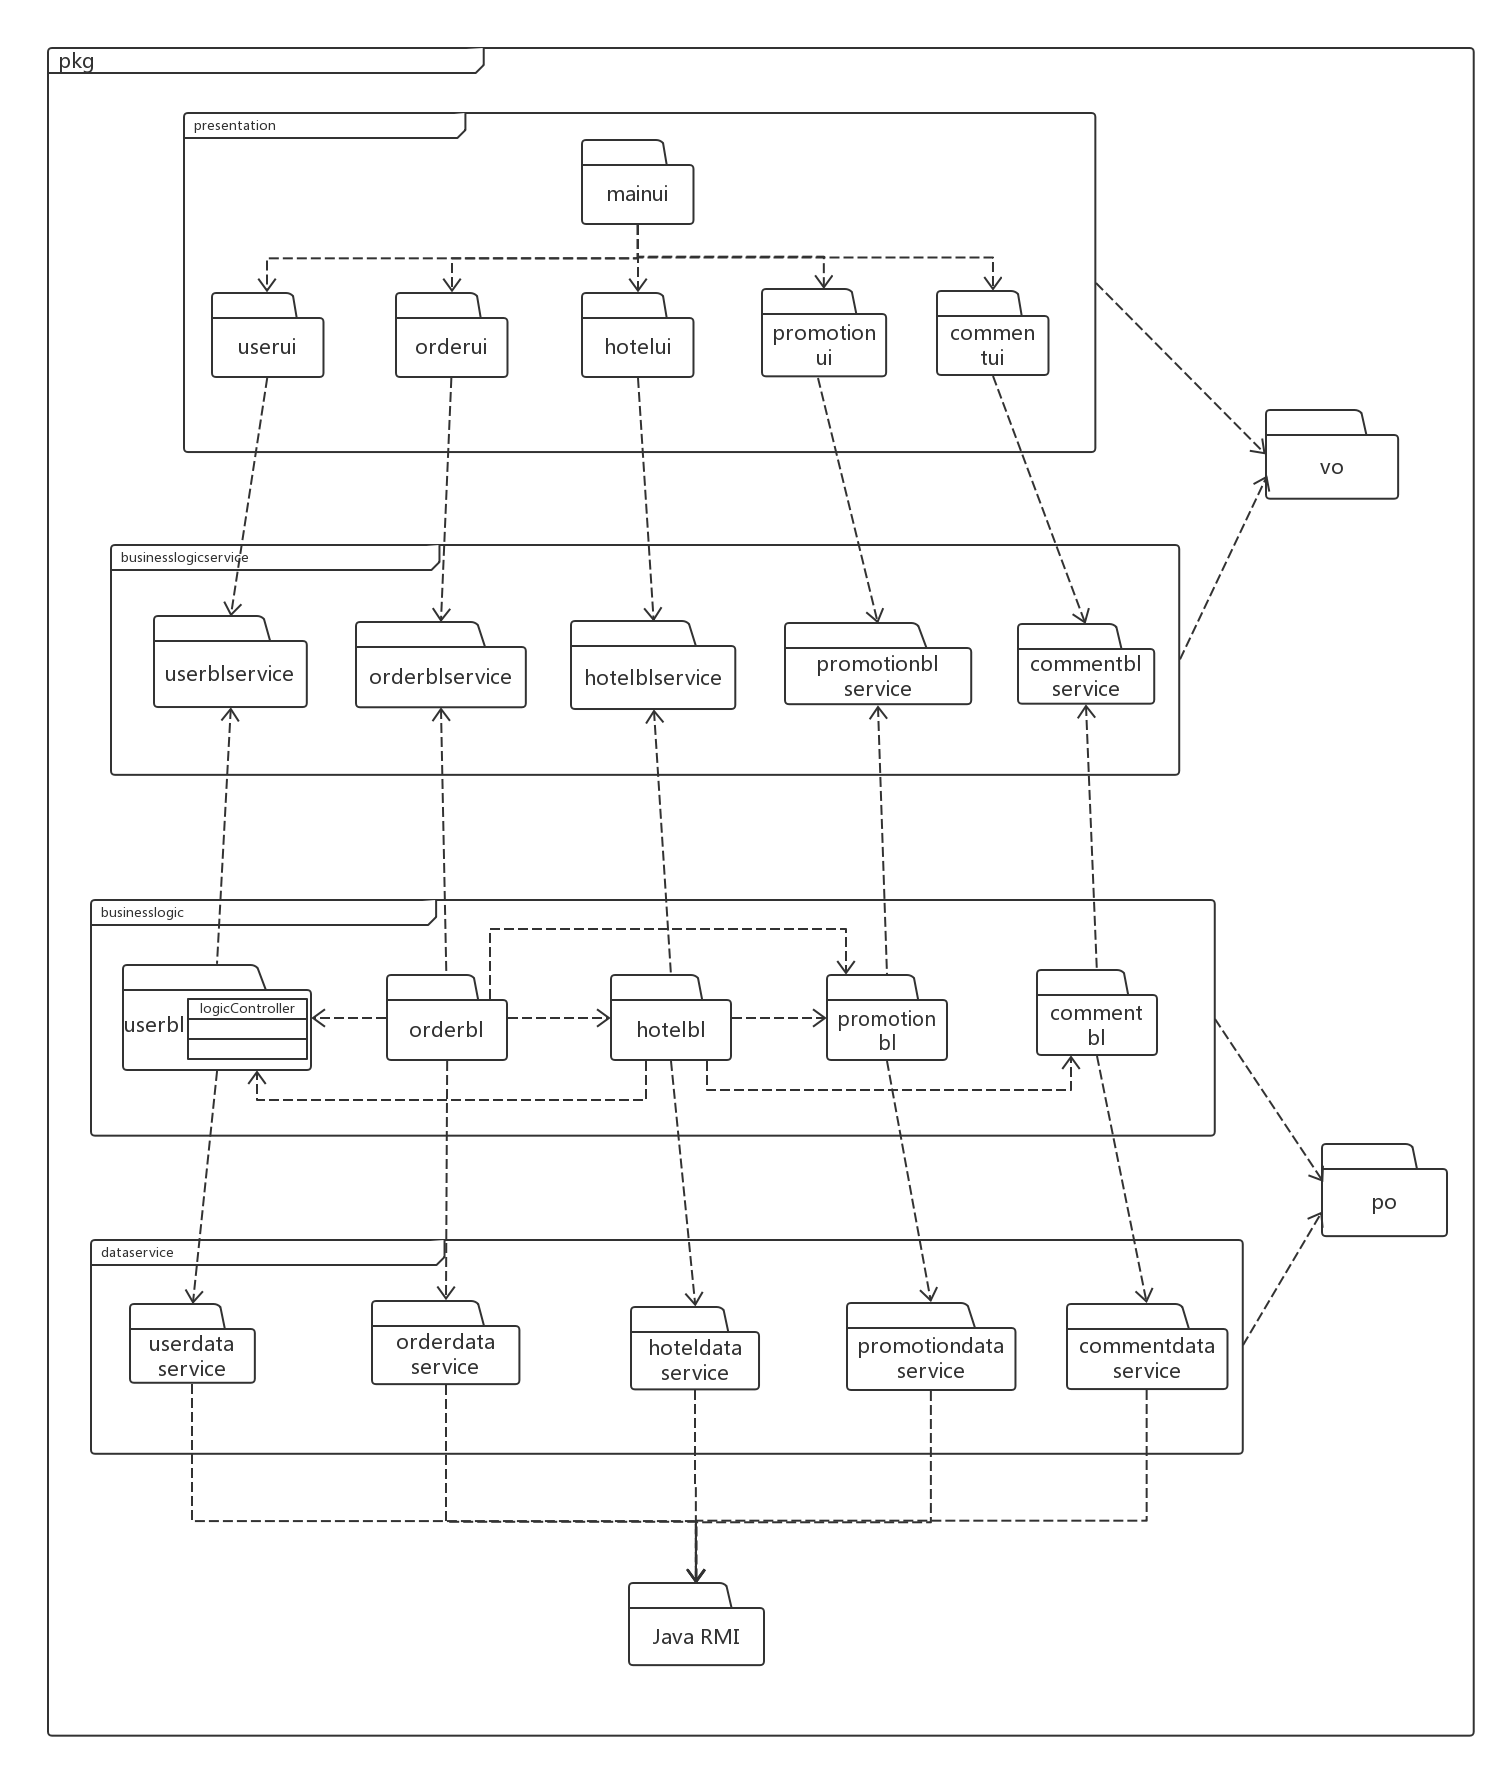 pkg
presentation
mainui
userui
orderui
hotelui
promotion
ui
commen
tui
vo
businesslogicservice
userblservice
orderblservice
hotelblservice
promotionbl
service
commentbl
service
businesslogic
userbl
logicController
orderbl
hotelbl
promotion
bl
comment
bl
po
dataservice
userdata
service
orderdata
service
hoteldata
service
promotiondata
service
commentdata
service
Java RMI